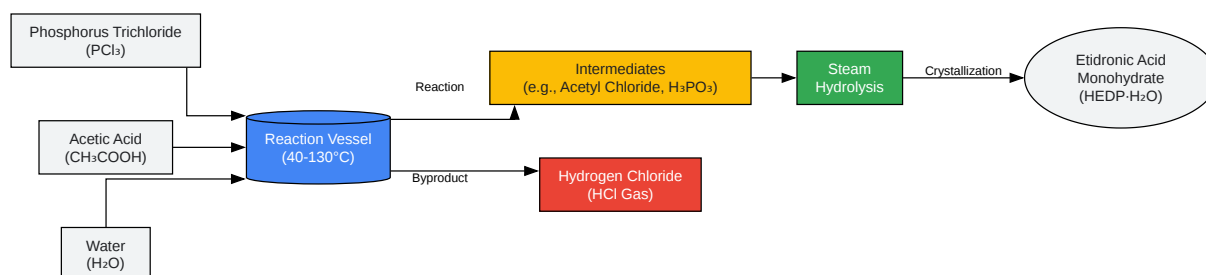 Phosphorus Trichloride
(PCl₃)
Acetic Acid
(CH₃COOH)
Water
(H₂O)
Reaction Vessel
(40-130°C)
Reaction
Byproduct
Intermediates
(e.g., Acetyl Chloride, H₃PO₃)
Hydrogen Chloride
(HCl Gas)
Steam
Hydrolysis
Crystallization
Etidronic Acid
Monohydrate
(HEDP·H₂O)